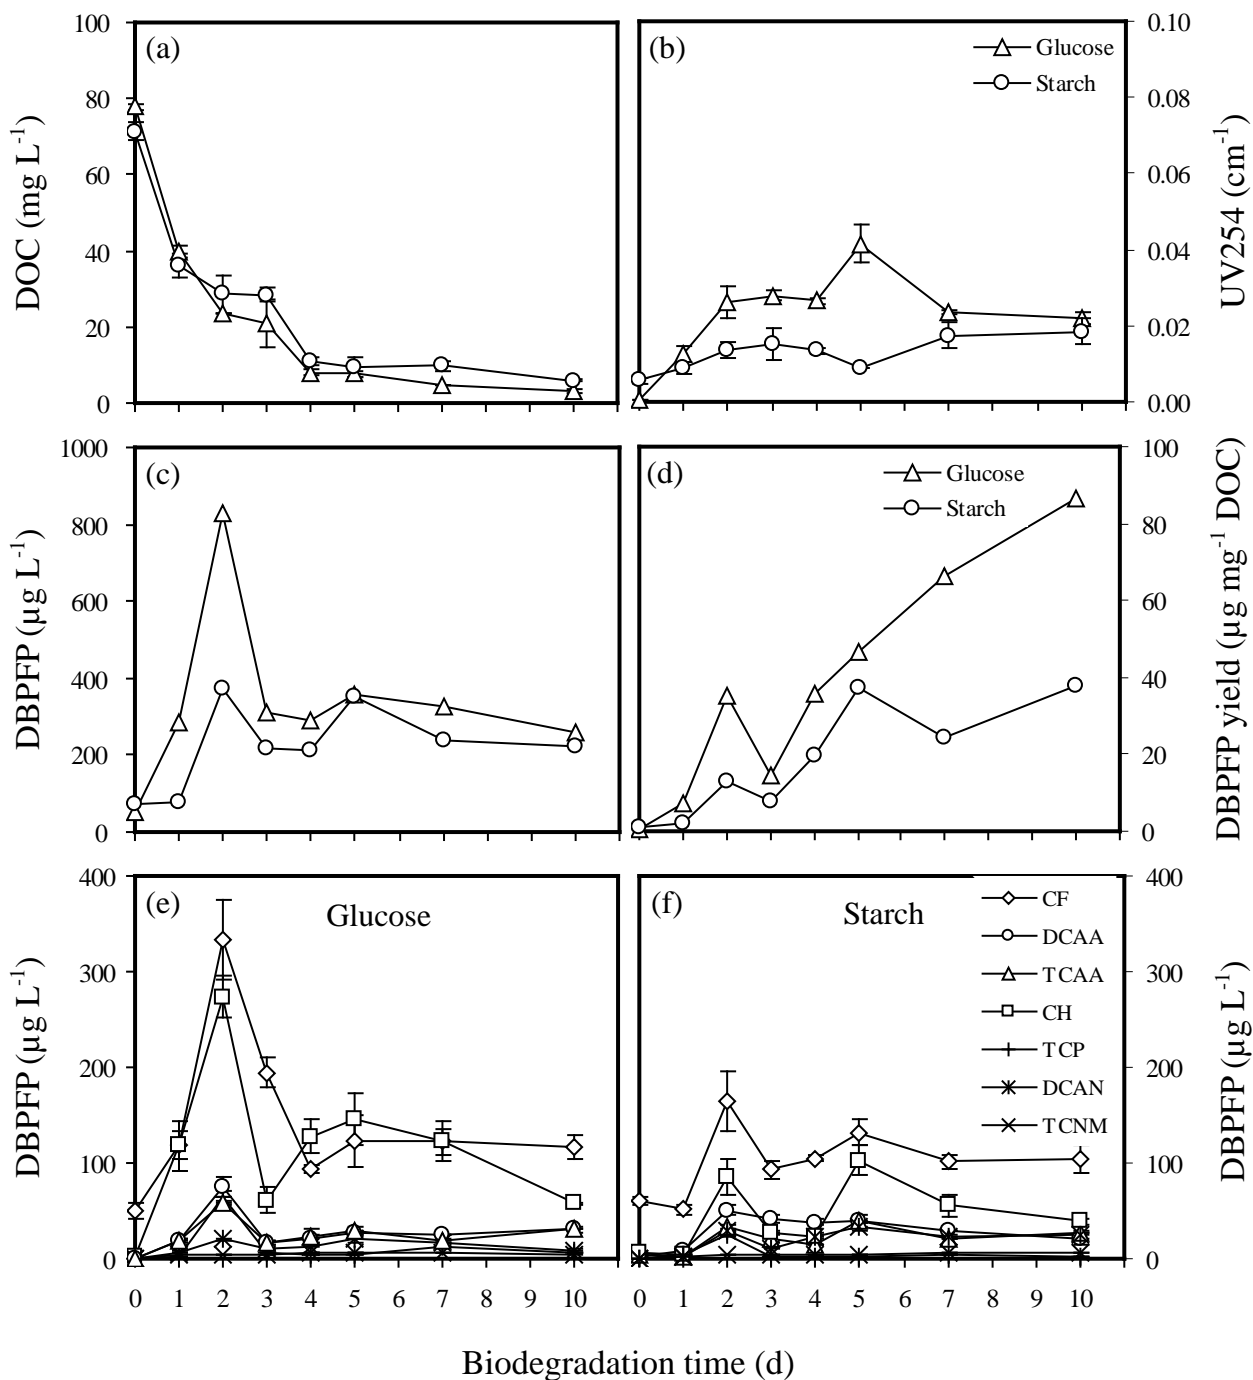 (a)
100
80
60
40
20
0
DOC (mg L⁻¹)
(b)
Glucose
Starch
0.10
0.08
0.06
0.04
0.02
0.00
UV254 (cm⁻¹)
(c)
1000
800
600
400
200
0
DBPFP (µg L⁻¹)
(d)
Glucose
Starch
100
80
60
40
20
0
DBPFP yield (µg mg⁻¹ DOC)
(e)
Glucose
400
300
200
100
0
DBPFP (µg L⁻¹)
0 1 2 3 4 5 6 7 8 9 10
(f)
Starch
CF
DCAA
TCAA
CH
TCP
DCAN
TCNM
400
300
200
100
0
DBPFP (µg L⁻¹)
0 1 2 3 4 5 6 7 8 9 10
Biodegradation time (d)